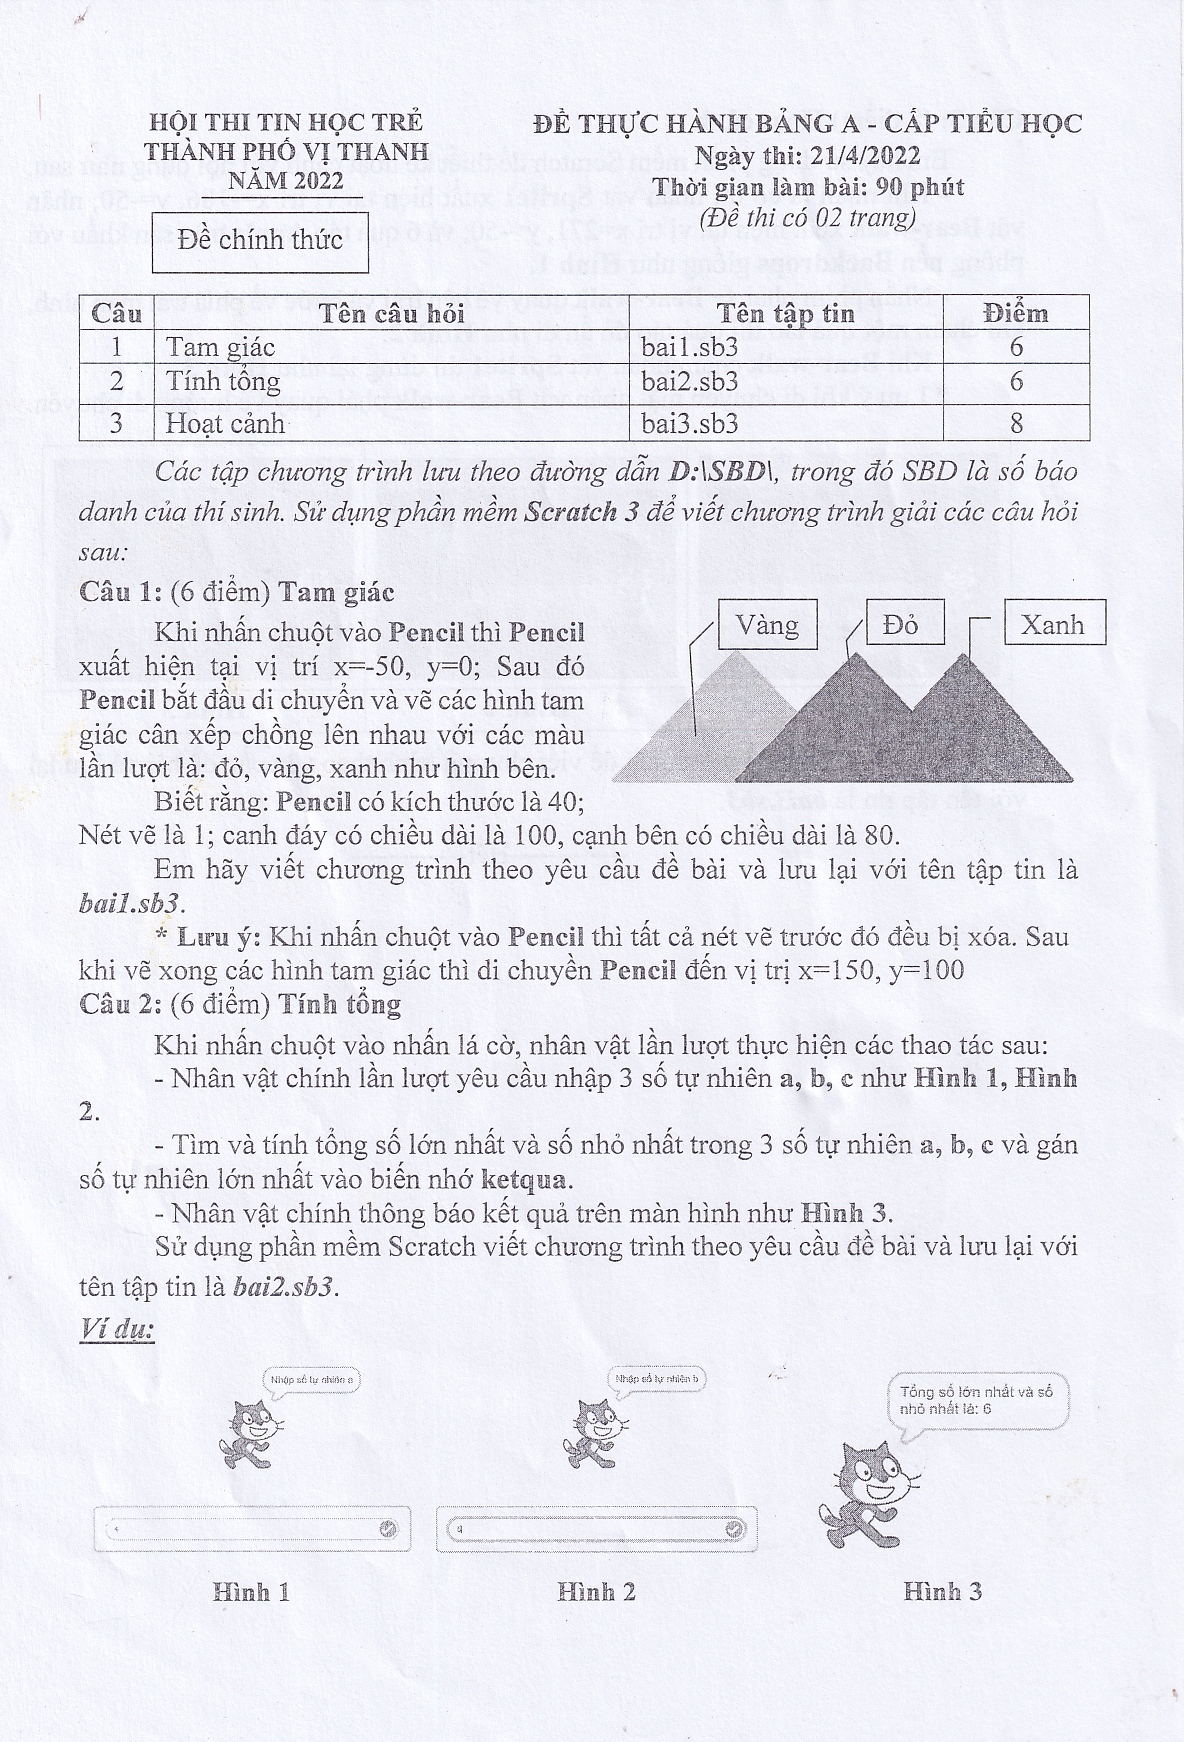 HỘI THI TIN HỌC TRẺ
THÀNH PHỐ VỊ THANH
NĂM 2022
Đề chính thức
ĐỀ THỰC HÀNH BẢNG A - CẤP TIỂU HỌC
Ngày thi: 21/4/2022
Thời gian làm bài: 90 phút
(Đề thi có 02 trang)
Câu Tên câu hỏi Tên tập tin Điểm
1 Tam giác bai1.sb3 6
2 Tính tổng bai2.sb3 6
3 Hoạt cảnh bai3.sb3 8
Các tập chương trình lưu theo đường dẫn D:\SBD\, trong đó SBD là số báo
danh của thí sinh. Sử dụng phần mềm Scratch 3 để viết chương trình giải các câu hỏi
sau:
Câu 1: (6 điểm) Tam giác
Khi nhấn chuột vào Pencil thì Pencil
xuất hiện tại vị trí x=-50, y=0; Sau đó
Pencil bắt đầu di chuyển và vẽ các hình tam
giác cân xếp chồng lên nhau với các màu
lần lượt là: đỏ, vàng, xanh như hình bên.
Vàng Đỏ Xanh
Biết rằng: Pencil có kích thước là 40;
Nét vẽ là 1; canh đáy có chiều dài là 100, cạnh bên có chiều dài là 80.
Em hãy viết chương trình theo yêu cầu đề bài và lưu lại với tên tập tin là
bai1.sb3.
* Lưu ý: Khi nhấn chuột vào Pencil thì tất cả nét vẽ trước đó đều bị xóa. Sau
khi vẽ xong các hình tam giác thì di chuyền Pencil đến vị trị x=150, y=100
Câu 2: (6 điểm) Tính tổng
Khi nhấn chuột vào nhấn lá cờ, nhân vật lần lượt thực hiện các thao tác sau:
- Nhân vật chính lần lượt yêu cầu nhập 3 số tự nhiên a, b, c như Hình 1, Hình
2.
- Tìm và tính tổng số lớn nhất và số nhỏ nhất trong 3 số tự nhiên a, b, c và gán
số tự nhiên lớn nhất vào biến nhớ ketqua.
- Nhân vật chính thông báo kết quả trên màn hình như Hình 3.
Sử dụng phần mềm Scratch viết chương trình theo yêu cầu đề bài và lưu lại với
tên tập tin là bai2.sb3.
Ví dụ:
Nhập số tự nhiên a
Nhập số tự nhiên b
Tổng số lớn nhất và số
nhỏ nhất là: 6
Hình 1 Hình 2 Hình 3